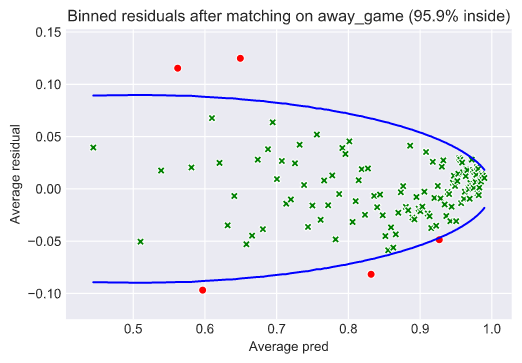 Binned residuals after matching on away_game (95.9% inside)
0.15
0.10
0.05
0.00
−0.05
−0.10
Average residual
0.5 0.6 0.7 0.8 0.9 1.0
Average pred